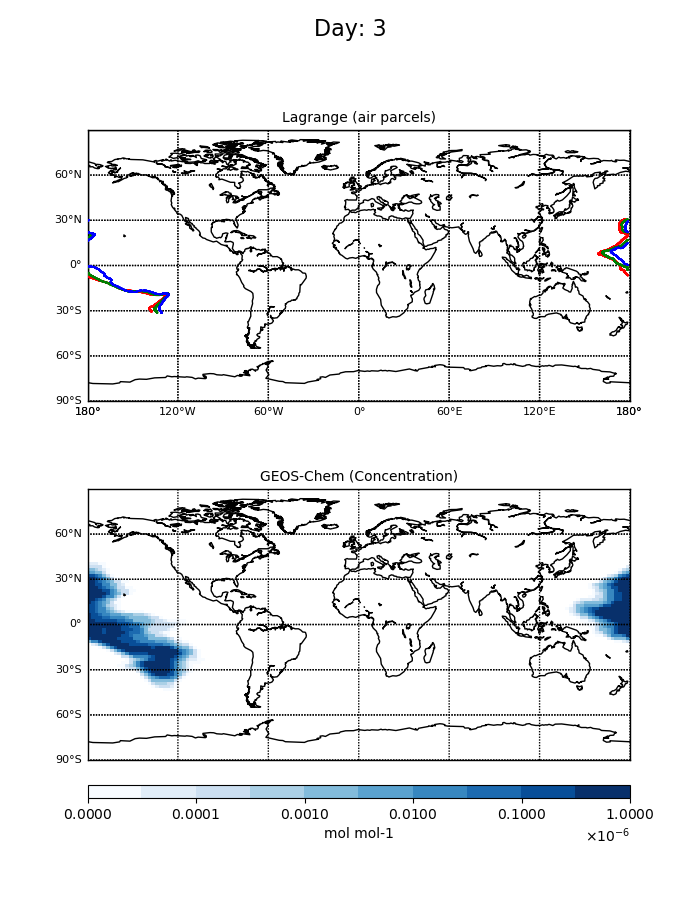 Day: 3
Lagrange (air parcels)
60°N
30°N
0°
30°S
60°S
90°S
180° 120°W 60°W 0° 60°E 120°E 180°
GEOS-Chem (Concentration)
60°N
30°N
0°
30°S
60°S
90°S
0.0000 0.0001 0.0010 0.0100 0.1000 1.0000
mol mol-1 ×10⁻⁶